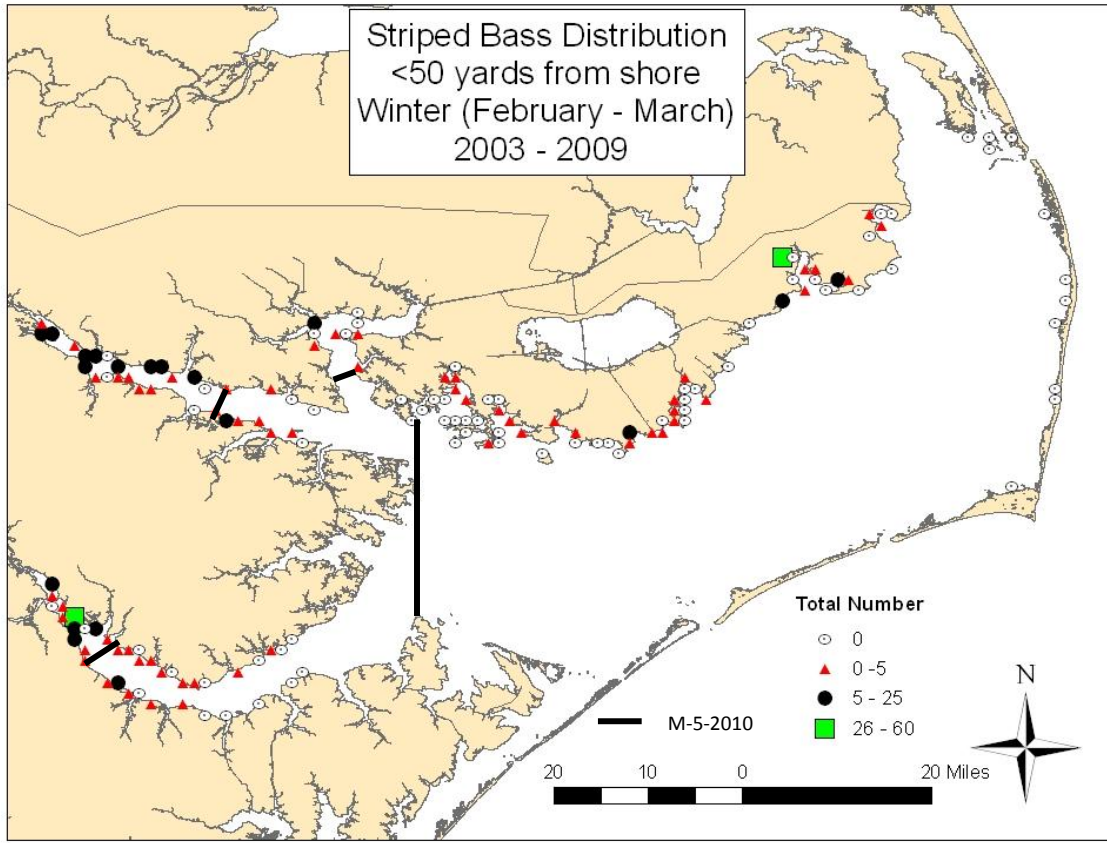 Striped Bass Distribution
<50 yards from shore
Winter (February - March)
2003 - 2009
Total Number
0
0 -5
5 - 25
26 - 60
M-5-2010
N
20 10 0 20 Miles